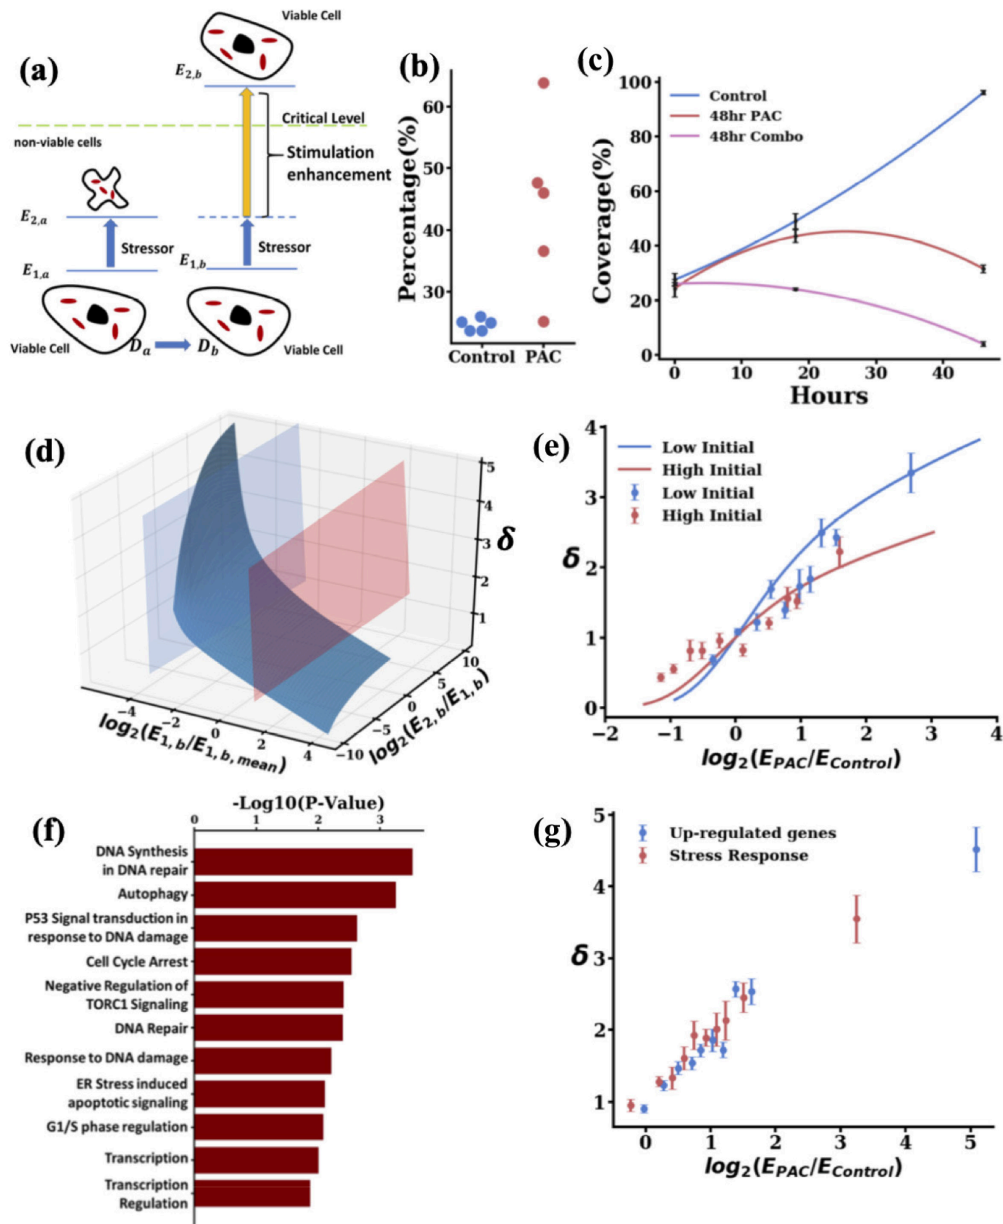 (a)
Viable Cell
E2,b
Critical Level
non-viable cells
Stimulation
enhancement
E2,a
Stressor
Stressor
E1,a
E1,b
Viable Cell
Da
Db
Viable Cell
(b)
Percentage(%)
60
50
40
30
Control
PAC
(c)
Coverage(%)
100
80
60
40
20
0
Control
48hr PAC
48hr Combo
0
10
20
30
40
Hours
(d)
5
4
3
2
1
δ
−4
−2
0
2
4
log2(E1,b/E1,b,mean)
−10
−5
0
5
10
log2(E2,b/E1,b)
(e)
4
3
2
1
0
δ
Low Initial
High Initial
Low Initial
High Initial
−2
−1
0
1
2
3
4
log2(EPAC/EControl)
(f)
-Log10(P-Value)
0
1
2
3
DNA Synthesis
in DNA repair
Autophagy
P53 Signal transduction in
response to DNA damage
Cell Cycle Arrest
Negative Regulation of
TORC1 Signaling
DNA Repair
Response to DNA damage
ER Stress induced
apoptotic signaling
G1/S phase regulation
Transcription
Transcription
Regulation
(g)
5
4
3
2
1
δ
Up-regulated genes
Stress Response
0
1
2
3
4
5
log2(EPAC/EControl)